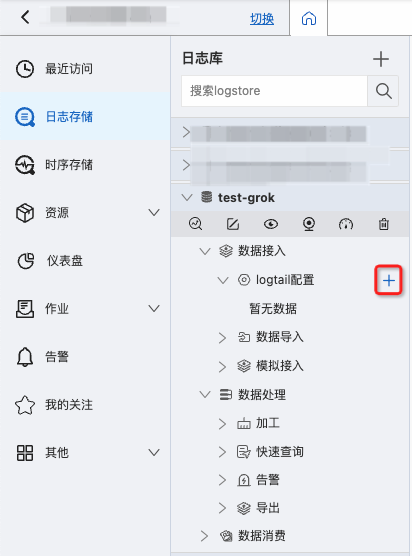 切换
最近访问
日志存储
时序存储
资源
仪表盘
作业
告警
我的关注
其他
日志库
搜索logstore
test-grok
数据接入
logtail配置
暂无数据
数据导入
模拟接入
数据处理
加工
快速查询
告警
导出
数据消费